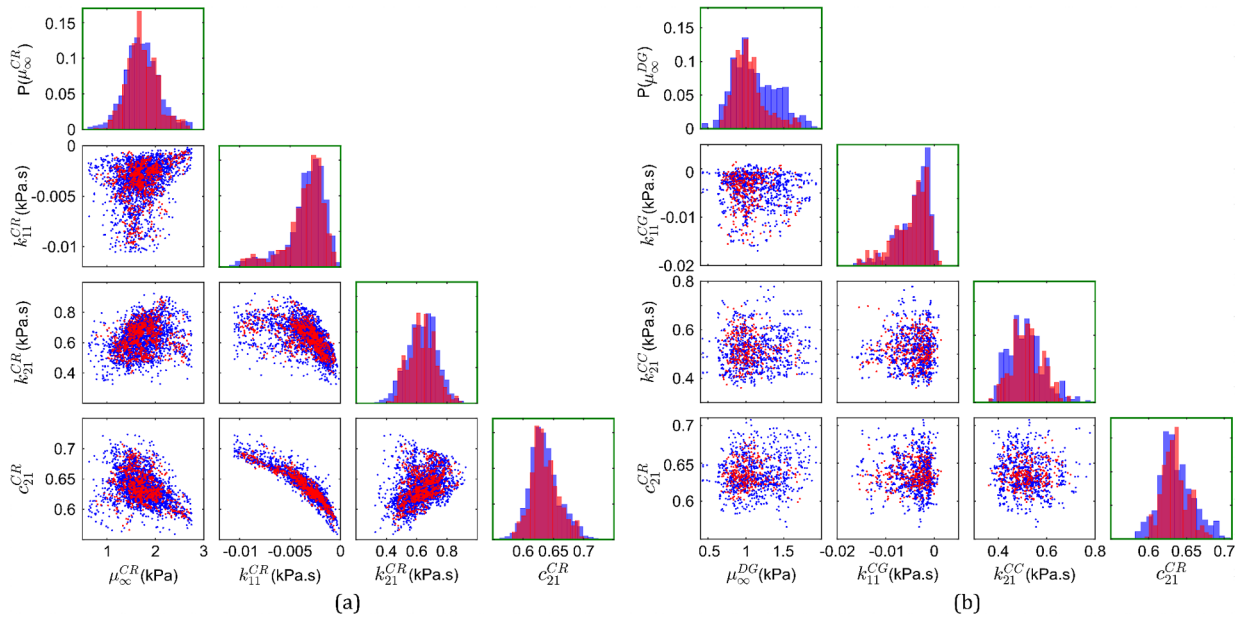 0.15
0.1
0.05
0
P(μ∞^CR)
0
-0.005
-0.01
k11^CR (kPa.s)
0.8
0.6
0.4
0.2
k21^CR (kPa.s)
0.7
0.65
0.6
c21^CR
1 2 3
-0.01 -0.005 0
0.4 0.6 0.8
0.6 0.65 0.7
μ∞^CR (kPa)
k11^CR (kPa.s)
k21^CR (kPa.s)
c21^CR
(a)
0.15
0.1
0.05
0
P(μ∞^DG)
0
-0.01
-0.02
k11^CG (kPa.s)
0.8
0.6
0.4
k21^CC (kPa.s)
0.7
0.65
0.6
c21^CR
0.5 1 1.5
-0.02 -0.01 0
0.4 0.6 0.8
0.6 0.65 0.7
μ∞^DG (kPa)
k11^CG (kPa.s)
k21^CC (kPa.s)
c21^CR
(b)